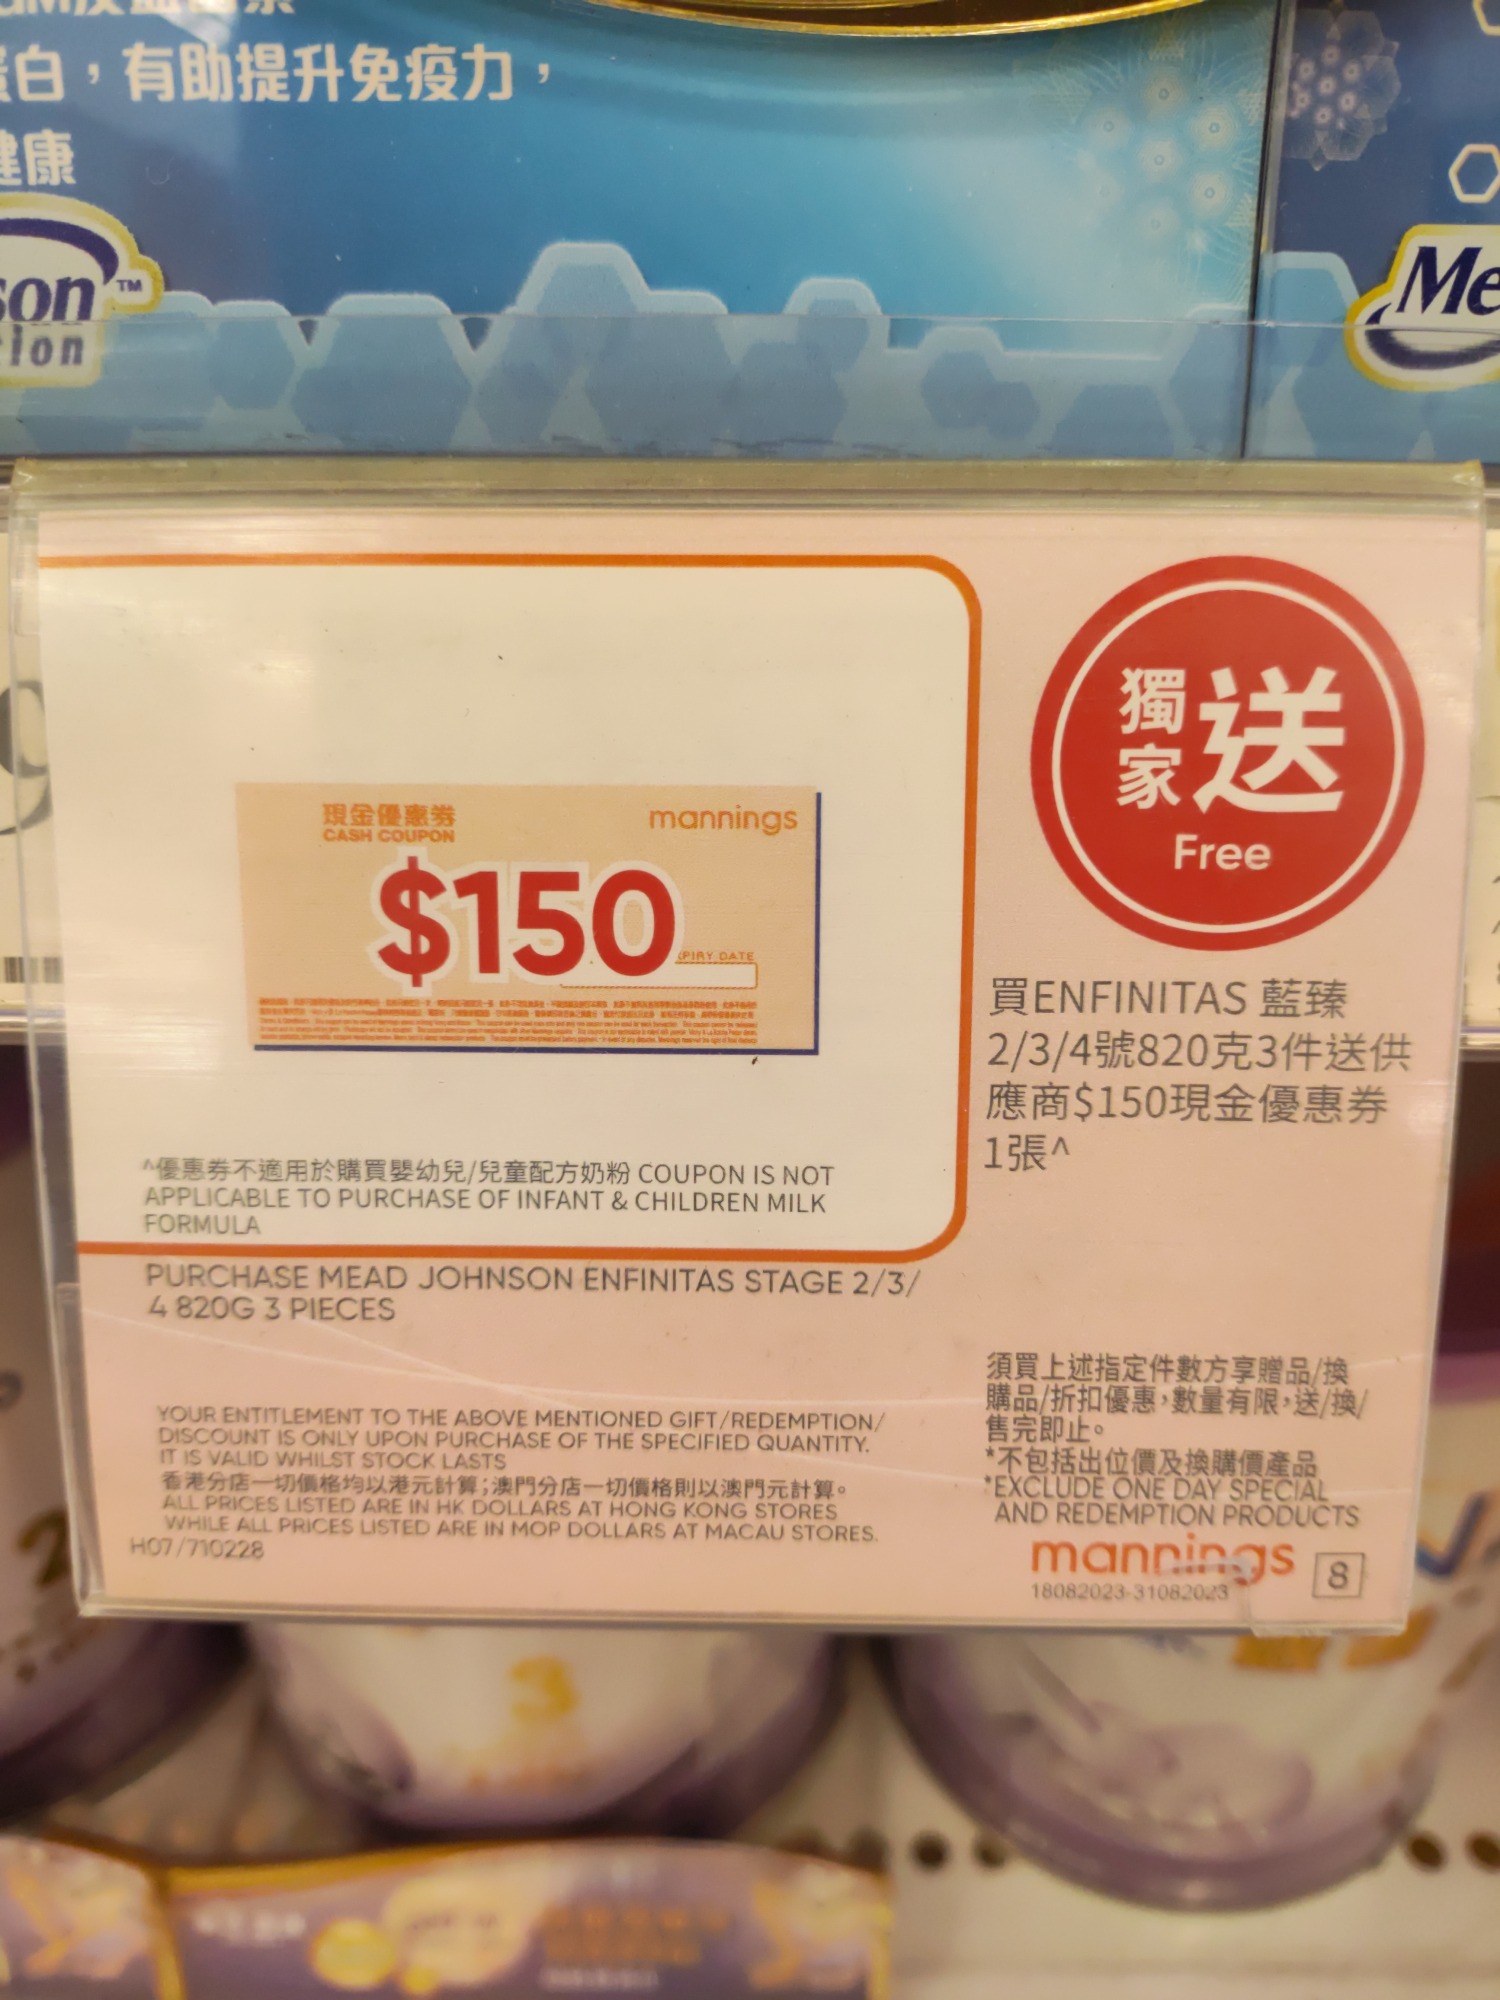 白，有助提升免疫力，
健康
son™
tion
Me
獨家送
Free
現金優惠券
CASH COUPON
mannings
$150
PIRY DATE
買ENFINITAS 藍臻
2/3/4號820克3件送供
應商$150現金優惠券
1張^
^優惠券不適用於購買嬰幼兒/兒童配方奶粉 COUPON IS NOT
APPLICABLE TO PURCHASE OF INFANT & CHILDREN MILK
FORMULA
PURCHASE MEAD JOHNSON ENFINITAS STAGE 2/3/
4 820G 3 PIECES
YOUR ENTITLEMENT TO THE ABOVE MENTIONED GIFT/REDEMPTION/
DISCOUNT IS ONLY UPON PURCHASE OF THE SPECIFIED QUANTITY.
IT IS VALID WHILST STOCK LASTS
香港分店一切價格均以港元計算；澳門分店一切價格則以澳門元計算。
ALL PRICES LISTED ARE IN HK DOLLARS AT HONG KONG STORES
WHILE ALL PRICES LISTED ARE IN MOP DOLLARS AT MACAU STORES.
H07/710228
須買上述指定件數方享贈品/換
購品/折扣優惠，數量有限，送/換/
售完即止。
*不包括出位價及換購價產品
*EXCLUDE ONE DAY SPECIAL
AND REDEMPTION PRODUCTS
mannings
18082023-31082023
8
3